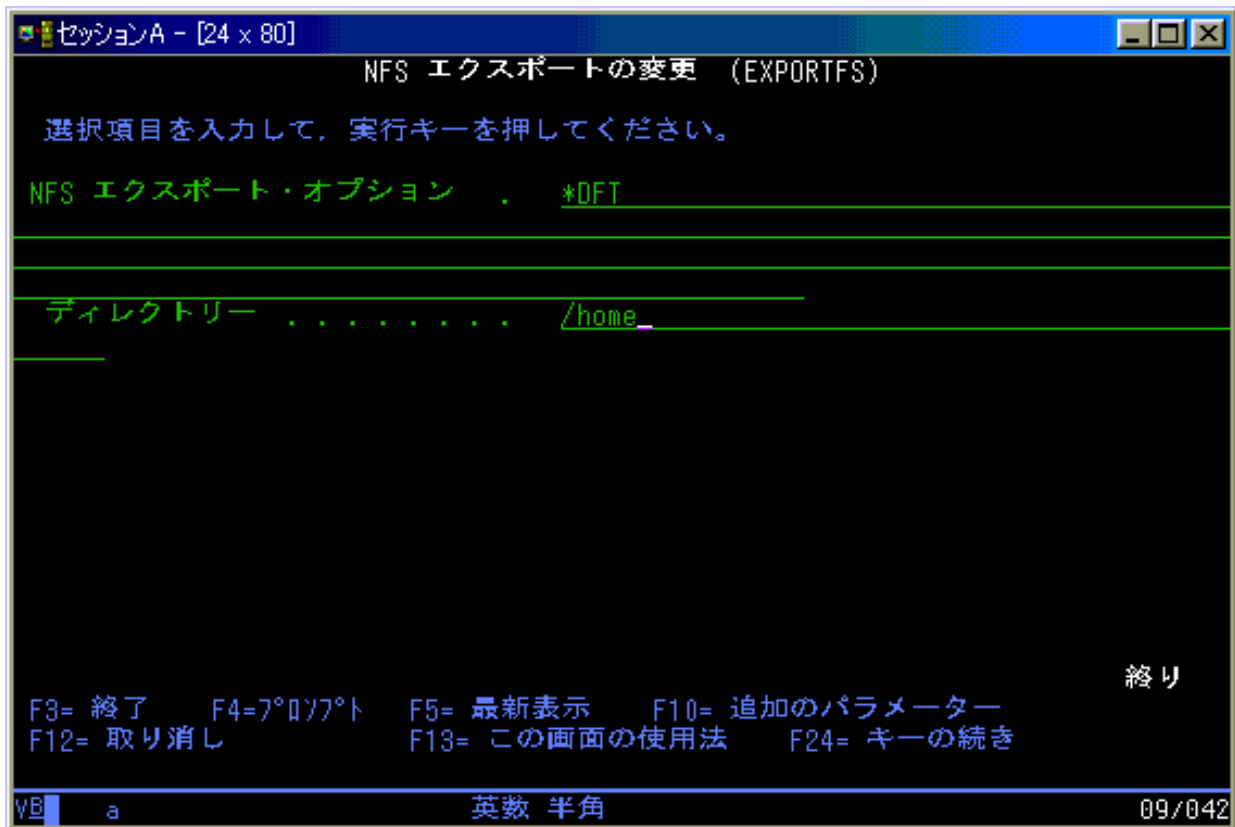 セッションA - [24 x 80]
NFS エクスポートの変更 (EXPORTFS)
選択項目を入力して, 実行キーを押してください。
NFS エクスポート・オプション . *DFT
ディレクトリー . . . . . . . . /home
終り
F3= 終了 F4=ﾌﾟﾛﾝﾌﾟﾄ F5= 最新表示 F10= 追加のパラメーター
F12= 取り消し F13= この画面の使用法 F24= キーの続き
VB a 英数 半角 09/042